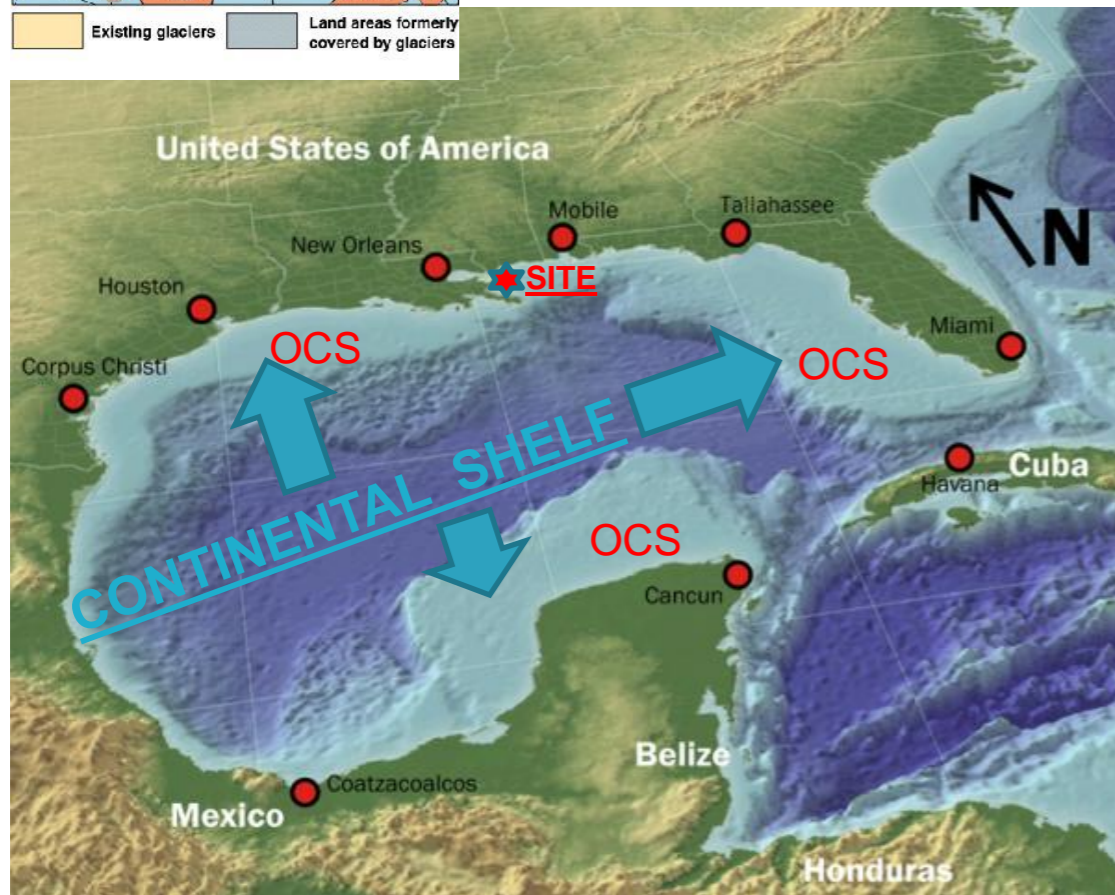 Existing glaciers
Land areas formerly
covered by glaciers
United States of America
N
Mobile
Tallahassee
New Orleans
SITE
Houston
Miami
OCS
OCS
Corpus Christi
CONTINENTAL SHELF
Cuba
Havana
OCS
Cancun
Belize
Coatzacoalcos
Mexico
Honduras